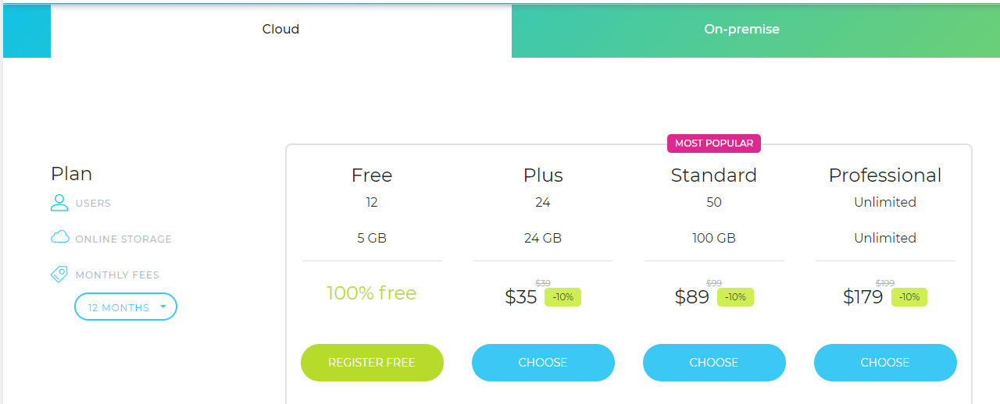 Cloud On-premise
MOST POPULAR
Plan Free Plus Standard Professional
USERS 12 24 50 Unlimited
ONLINE STORAGE 5 GB 24 GB 100 GB Unlimited
MONTHLY FEES
$39 $99 $199
100% free $35 -10% $89 -10% $179 -10%
12 MONTHS
REGISTER FREE CHOOSE CHOOSE CHOOSE